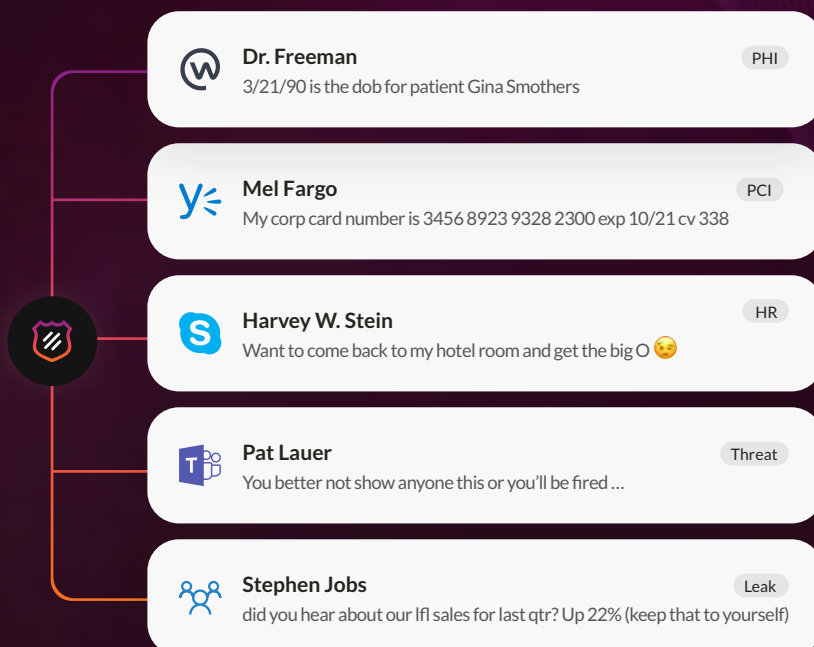 Dr. Freeman
PHI
3/21/90 is the dob for patient Gina Smothers
Mel Fargo
PCI
My corp card number is 3456 8923 9328 2300 exp 10/21 cv 338
Harvey W. Stein
HR
Want to come back to my hotel room and get the big O 😉
Pat Lauer
Threat
You better not show anyone this or you’ll be fired ...
Stephen Jobs
Leak
did you hear about our lfl sales for last qtr? Up 22% (keep that to yourself)